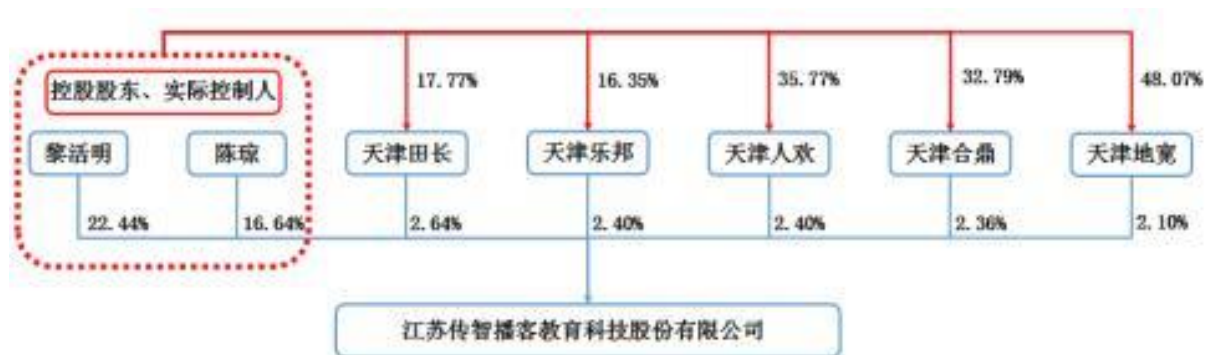 控股股东、实际控制人
17.77%
16.35%
35.77%
32.79%
48.07%
黎活明
陈琼
天津田长
天津乐邦
天津人欢
天津合鼎
天津地宽
22.44%
16.64%
2.64%
2.40%
2.40%
2.36%
2.10%
江苏传智播客教育科技股份有限公司